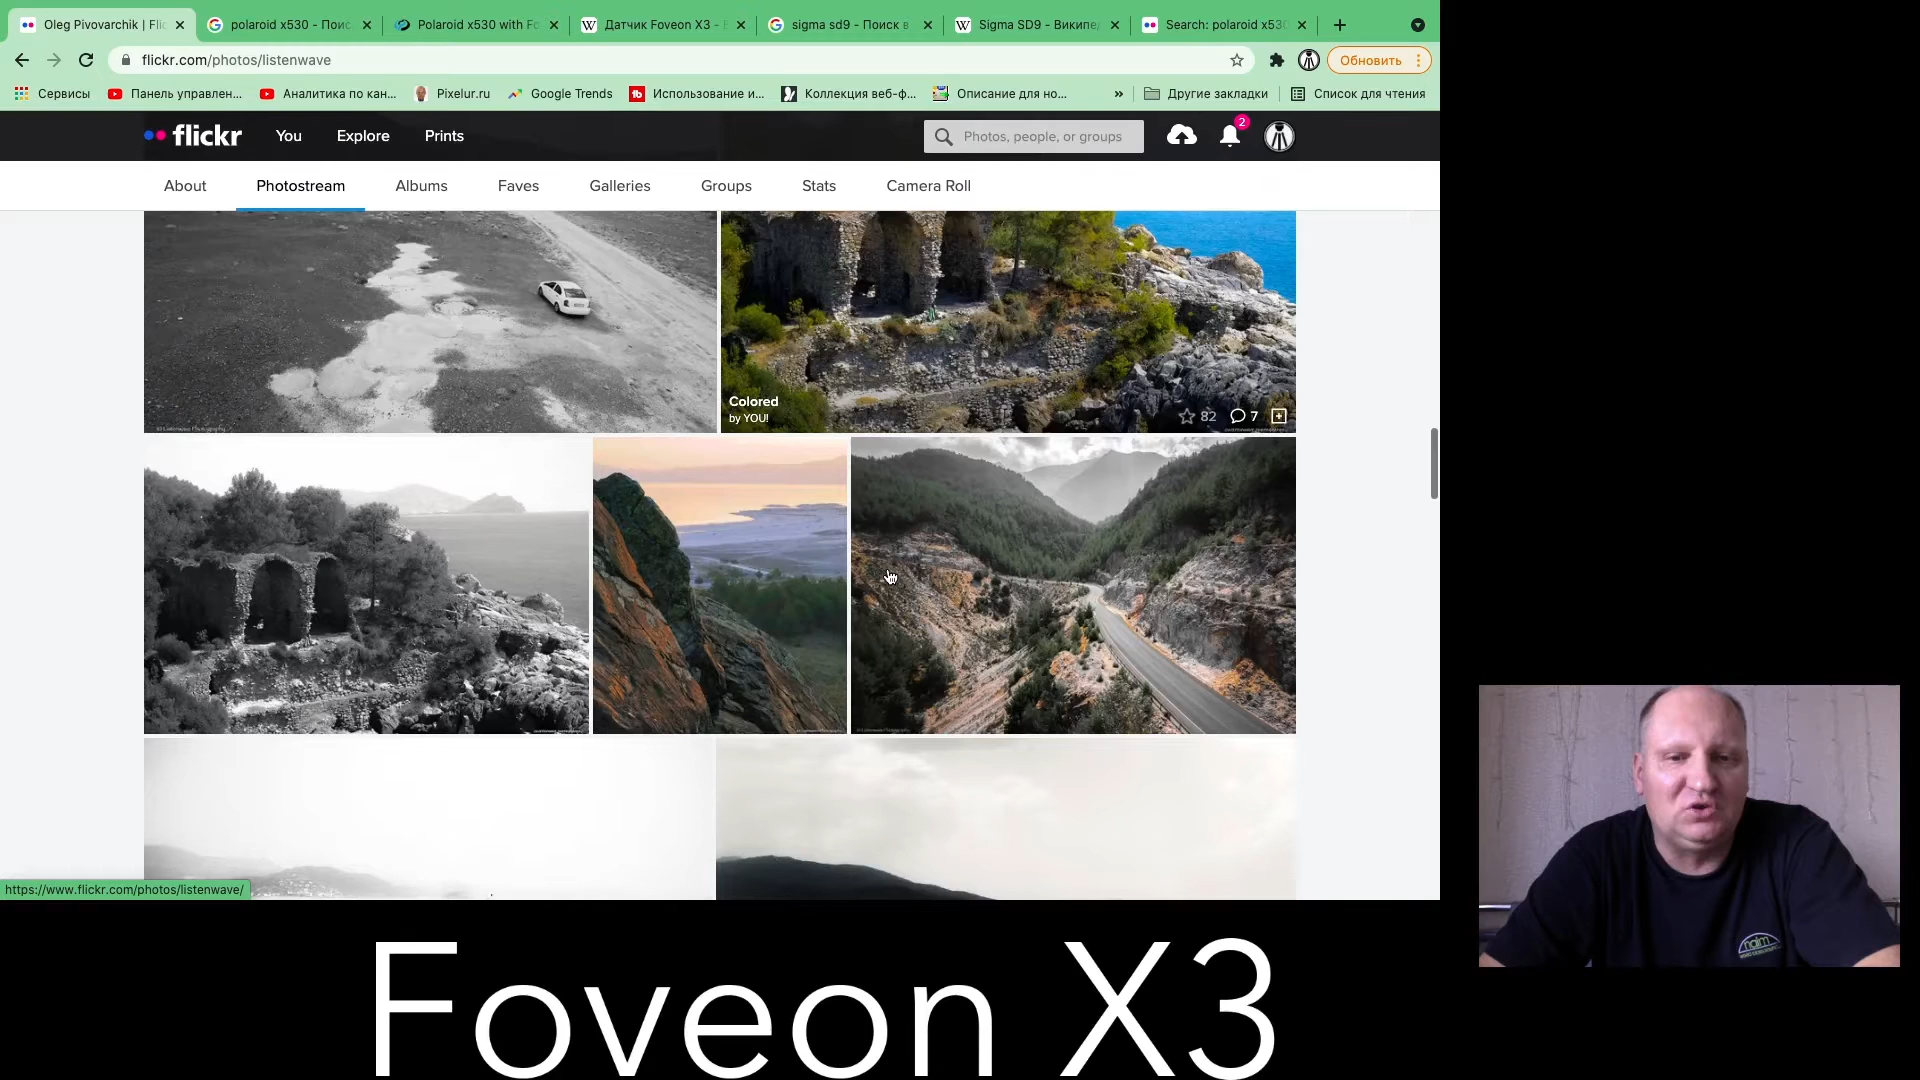 Oleg Pivovarchik | Flic
polaroid x530 - Поис
Polaroid x530 with Fo
Датчик Foveon X3 -
sigma sd9 - Поиск в
Sigma SD9 - Википе
Search: polaroid x530
flickr.com/photos/listenwave
Обновить
Сервисы
Панель управлен...
Аналитика по кан...
Pixelur.ru
Google Trends
Использование и...
Коллекция веб-ф...
Описание для но...
»
Другие закладки
Список для чтения
flickr
You
Explore
Prints
Photos, people, or groups
2
About
Photostream
Albums
Faves
Galleries
Groups
Stats
Camera Roll
Colored
by YOU!
82
7
https://www.flickr.com/photos/listenwave/
naim
Foveon X3